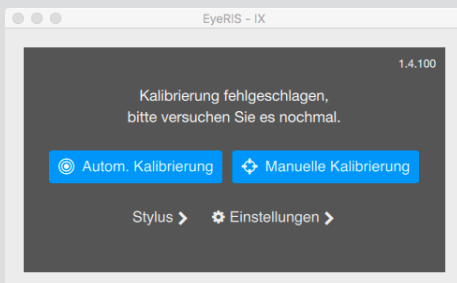 EyeRIS - IX
1.4.100
Kalibrierung fehlgeschlagen,
bitte versuchen Sie es nochmal.
Autom. Kalibrierung
Manuelle Kalibrierung
Stylus
Einstellungen